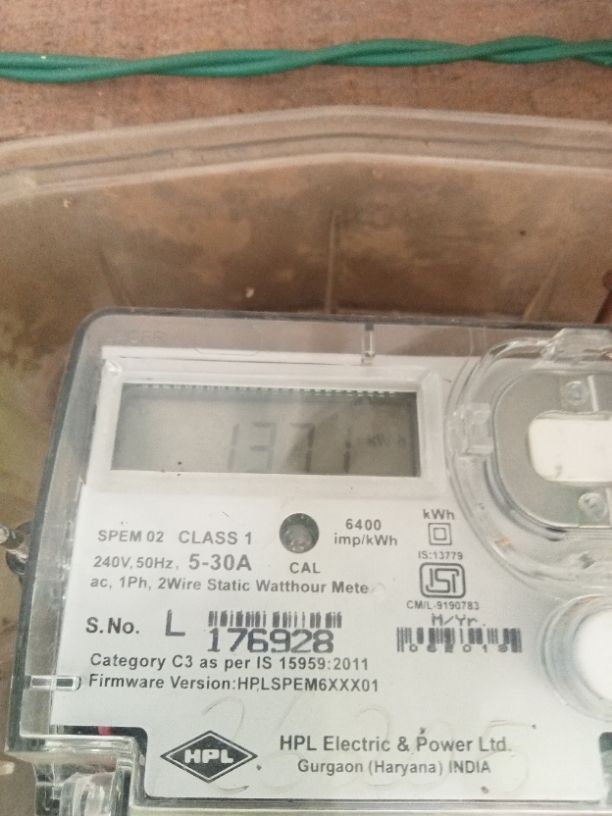 1371
SPEM 02 CLASS 1
6400
imp/kWh
kWh
240V, 50Hz, 5-30A
CAL
IS:13779
ac, 1Ph, 2Wire Static Watthour Mete
ISI
CM/L-9190783
S.No. L 176928
M/Yr.
Category C3 as per IS 15959:2011
Firmware Version:HPLSPEM6XXX01
HPL
HPL Electric & Power Ltd.
Gurgaon (Haryana) INDIA